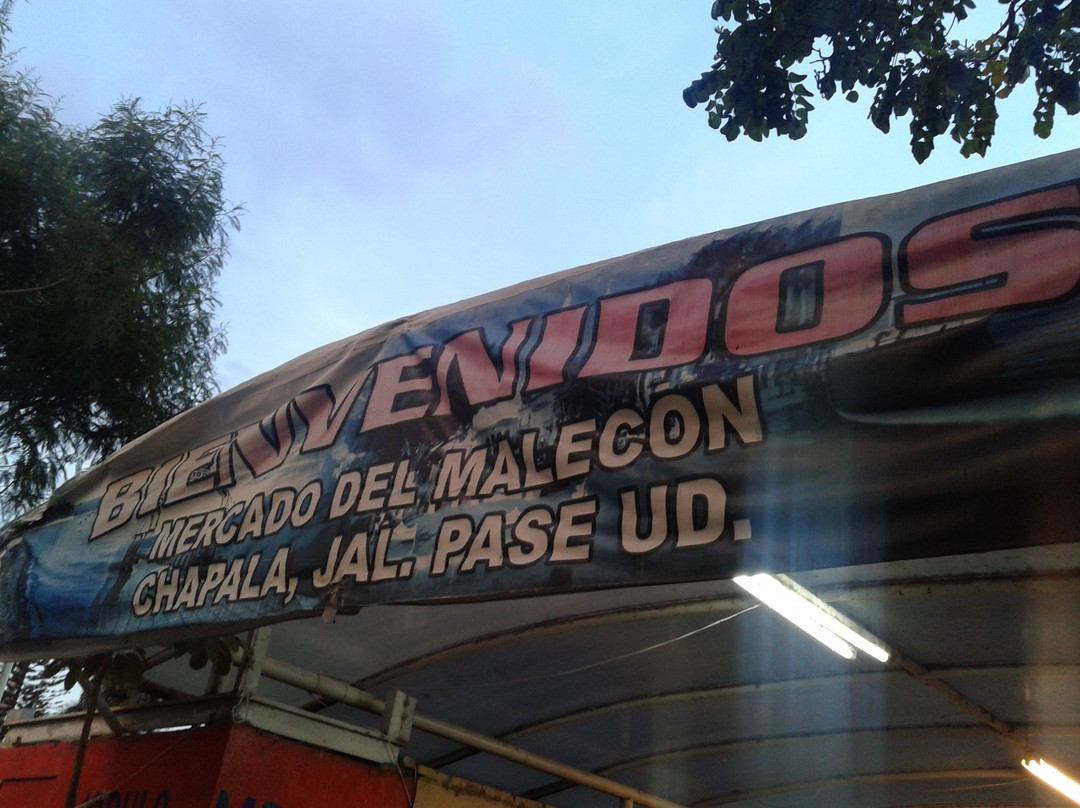 BIENVENIDOS
MERCADO DEL MALECON
CHAPALA, JAL. PASE UD.